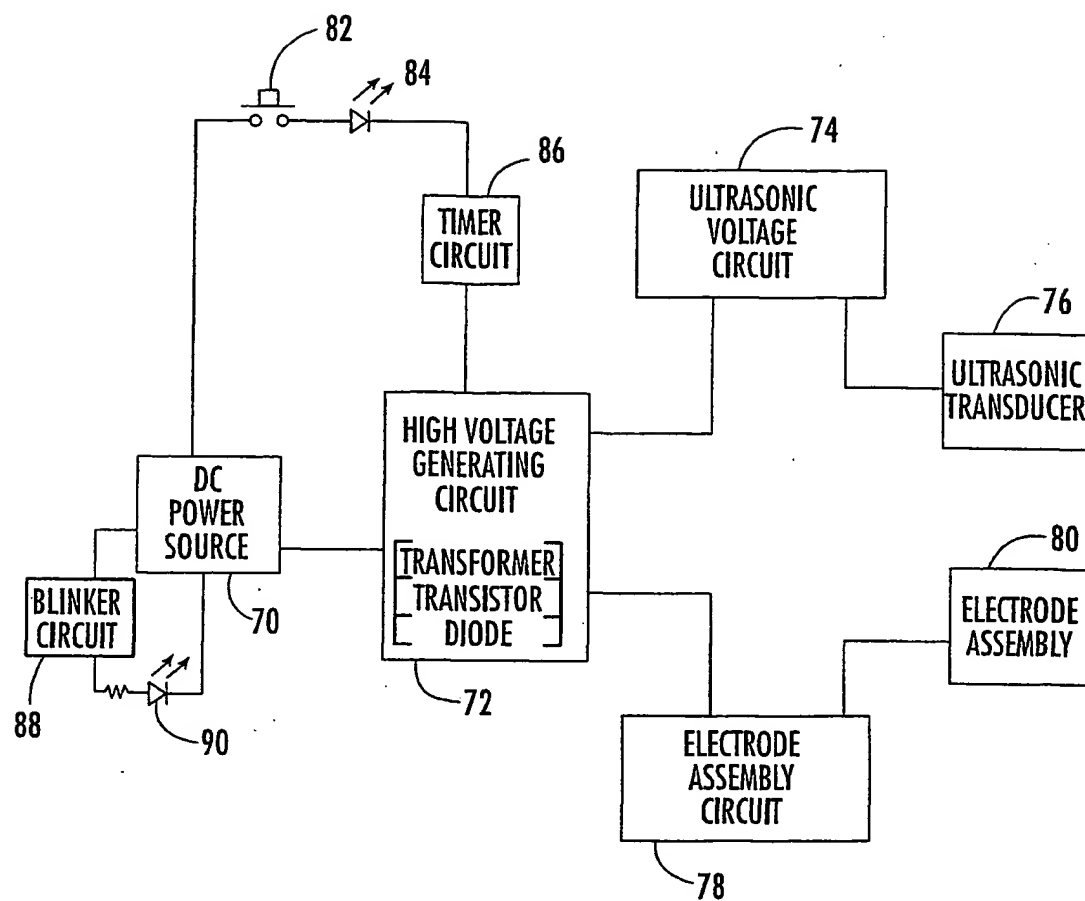 82
84
86
TIMER
CIRCUIT
74
ULTRASONIC
VOLTAGE
CIRCUIT
76
ULTRASONIC
TRANSDUCER
HIGH VOLTAGE
GENERATING
CIRCUIT
TRANSFORMER
TRANSISTOR
DIODE
72
DC
POWER
SOURCE
70
BLINKER
CIRCUIT
88
90
80
ELECTRODE
ASSEMBLY
ELECTRODE
ASSEMBLY
CIRCUIT
78